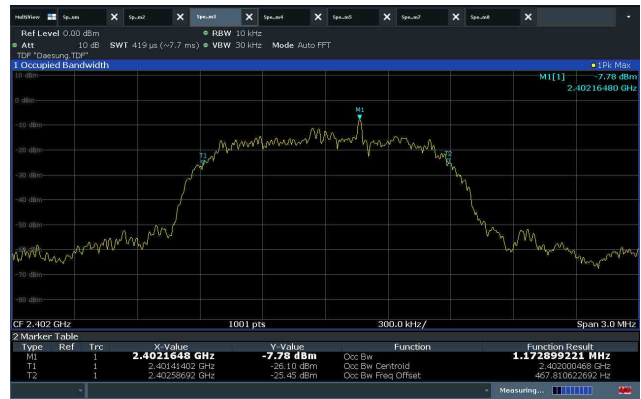 MultiView Sp..um Sp..m2 Spe..m3 Spe..m4 Spe..m5 Spe..m7 Spe..m8
Ref Level 0.00 dBm RBW 10 kHz
Att 10 dB SWT 419 µs (~7.7 ms) VBW 30 kHz Mode Auto FFT
TDF "Daesung.TDF"
1 Occupied Bandwidth 1Pk Max
10 dBm
M1[1] -7.78 dBm
2.40216480 GHz
0 dBm
M1
-10 dBm
-20 dBm
T1
T2
-30 dBm
-40 dBm
-50 dBm
-60 dBm
-70 dBm
-80 dBm
-90 dBm
CF 2.402 GHz 1001 pts 300.0 kHz/ Span 3.0 MHz
2 Marker Table
Type Ref Trc X-Value Y-Value Function Function Result
M1 1 2.4021648 GHz -7.78 dBm Occ Bw 1.172899221 MHz
T1 1 2.40141402 GHz -26.10 dBm Occ Bw Centroid 2.402000468 GHz
T2 1 2.40258692 GHz -25.45 dBm Occ Bw Freq Offset 467.810622692 Hz
Measuring...